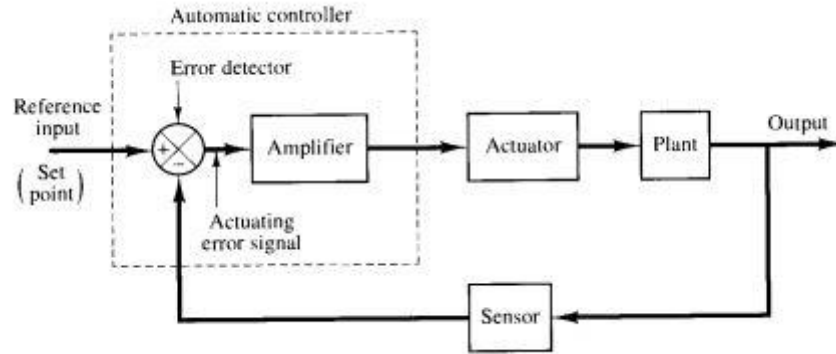 Automatic controller
Error detector
Reference
input
(Set
point)
+
−
Amplifier
Actuator
Plant
Output
Actuating
error signal
Sensor